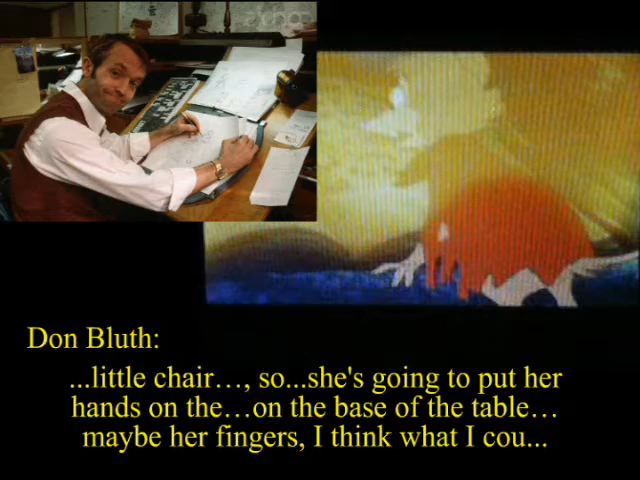 Don Bluth:
...little chair…, so...she's going to put her
hands on the…on the base of the table…
maybe her fingers, I think what I cou...